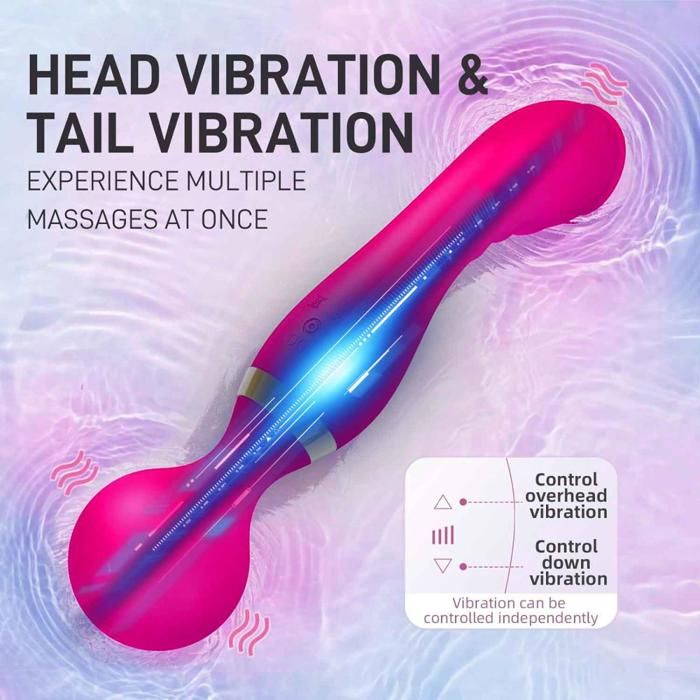 HEAD VIBRATION &
TAIL VIBRATION
EXPERIENCE MULTIPLE
MASSAGES AT ONCE
Control
overhead
vibration
Control
down
vibration
Vibration can be
controlled independently